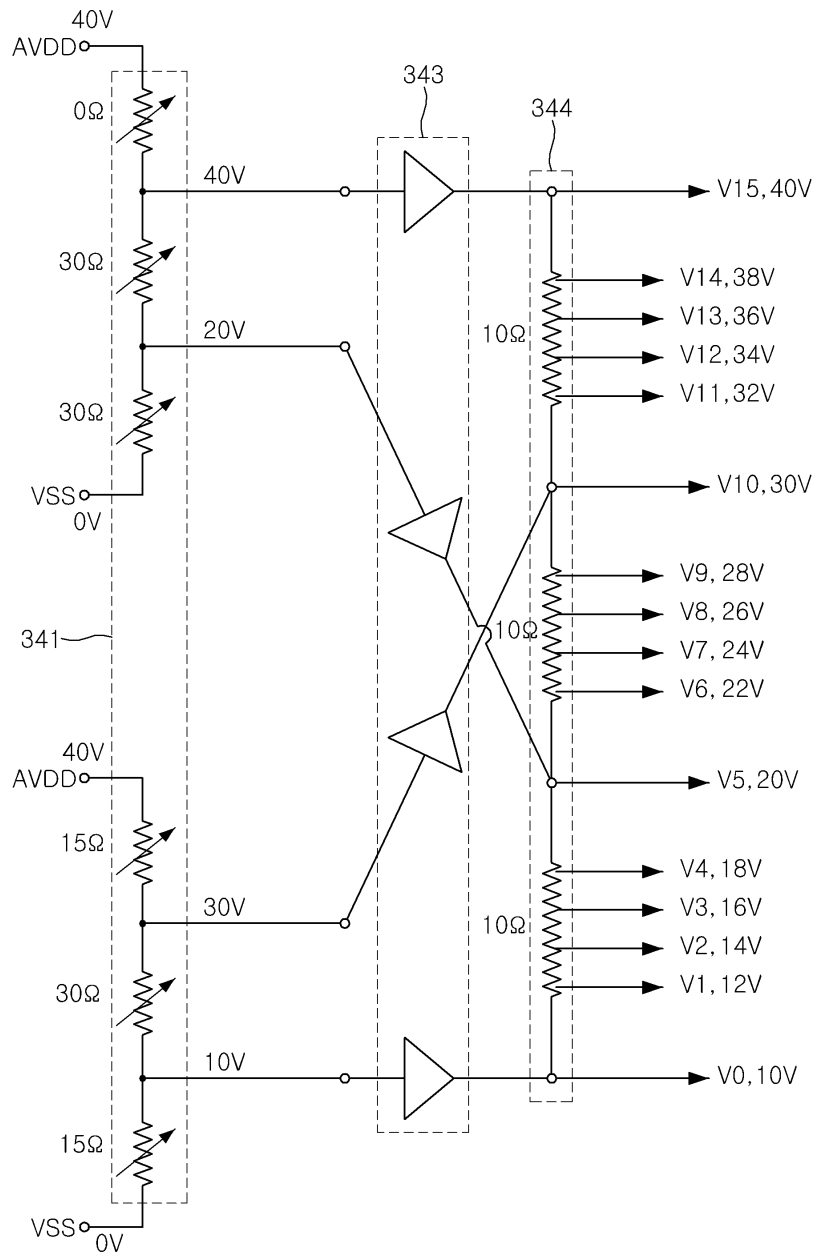 40V
AVDD
0Ω
40V
30Ω
20V
30Ω
VSS
0V
341
40V
AVDD
15Ω
30V
30Ω
10V
15Ω
VSS
0V
343
344
10Ω
10Ω
10Ω
V15,40V
V14,38V
V13,36V
V12,34V
V11,32V
V10,30V
V9,28V
V8,26V
V7,24V
V6,22V
V5,20V
V4,18V
V3,16V
V2,14V
V1,12V
V0,10V